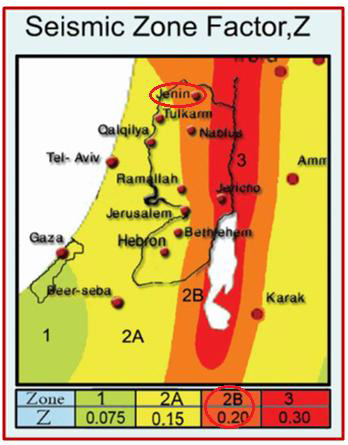 Seismic Zone Factor,Z
Jenin
Tulkarm
Qalqilya
Nablus
Tel- Aviv
3
Ramallah
Amm
Jericho
Jerusalem
Gaza
Bethlehem
Hebron
Beer-seba
2B
Karak
1
2A
Zone 1 2A 2B 3
Z 0.075 0.15 0.20 0.30